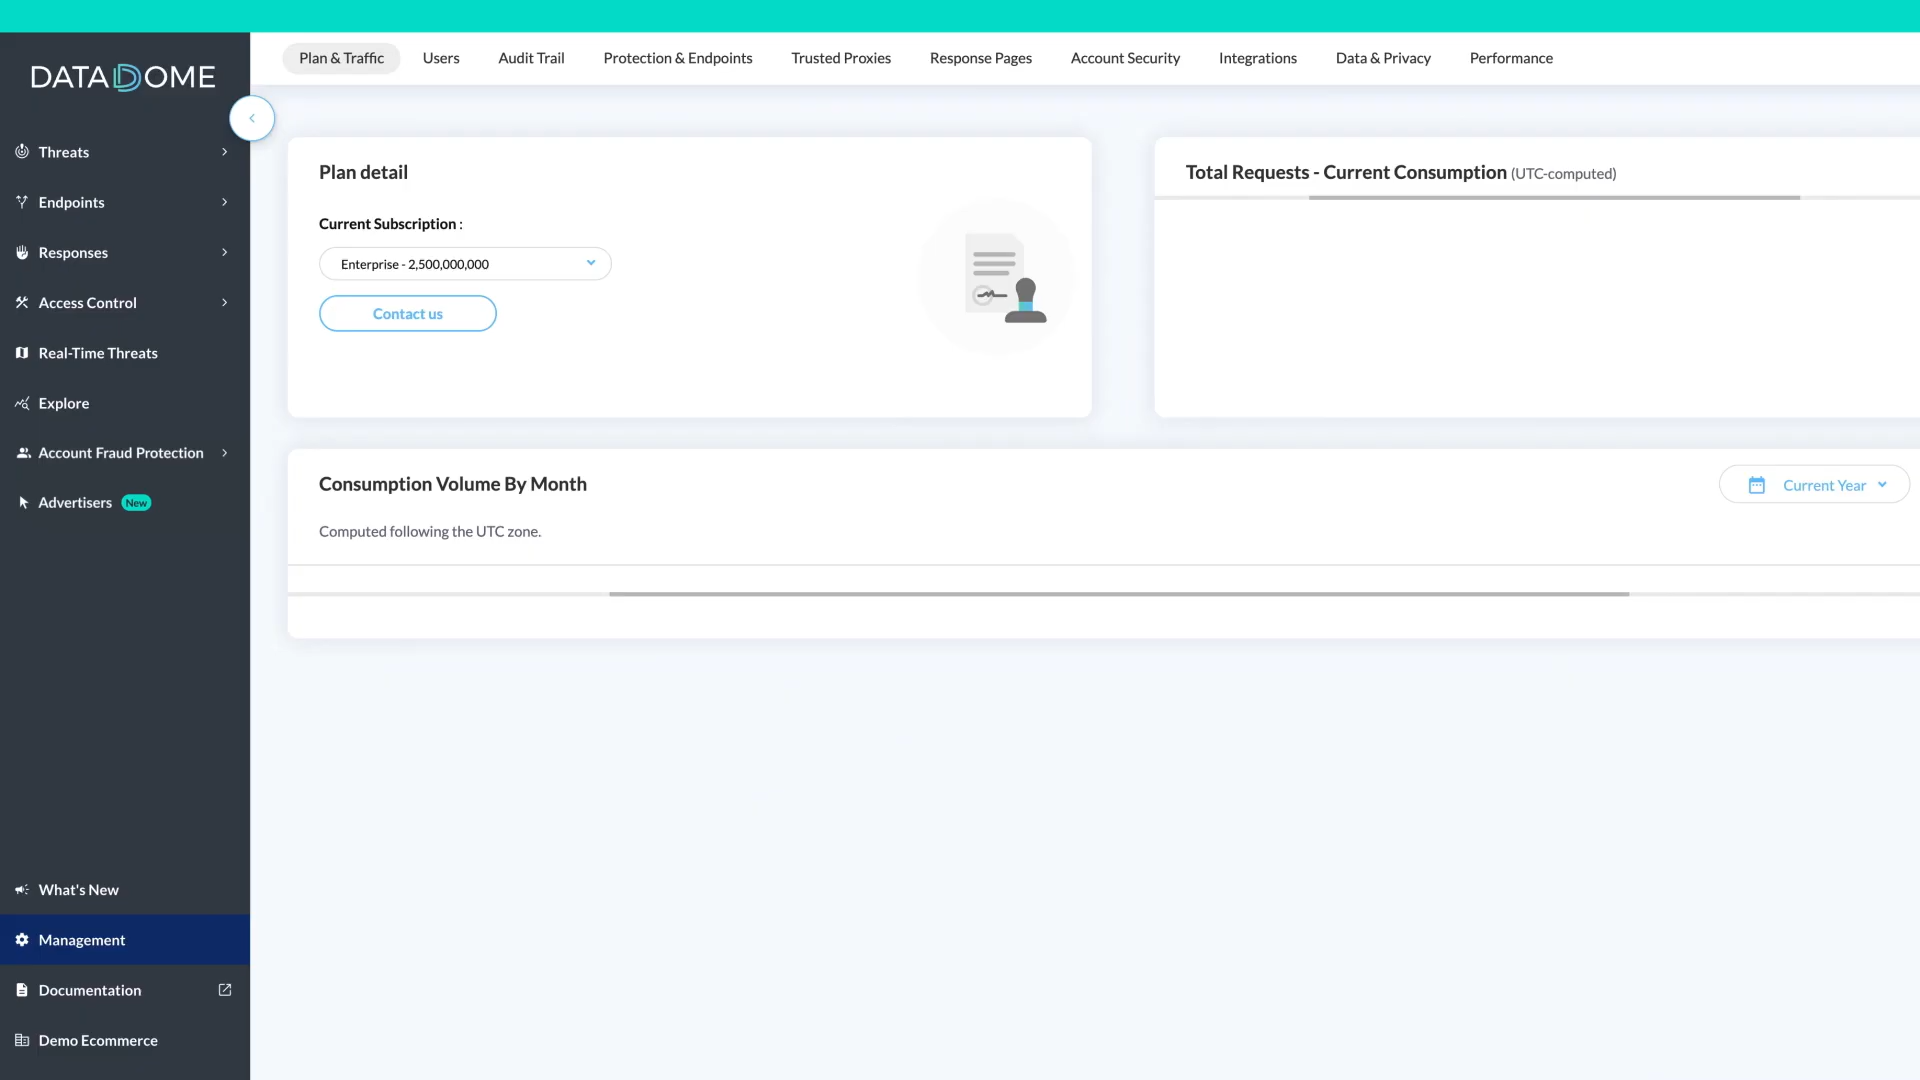 DATADOME
Threats
Endpoints
Responses
Access Control
Real-Time Threats
Explore
Account Fraud Protection
Advertisers New
What's New
Management
Documentation
Demo Ecommerce
Plan & Traffic Users Audit Trail Protection & Endpoints Trusted Proxies Response Pages Account Security Integrations Data & Privacy Performance
Plan detail
Current Subscription :
Enterprise - 2,500,000,000
Contact us
Total Requests - Current Consumption (UTC-computed)
Consumption Volume By Month
Current Year
Computed following the UTC zone.